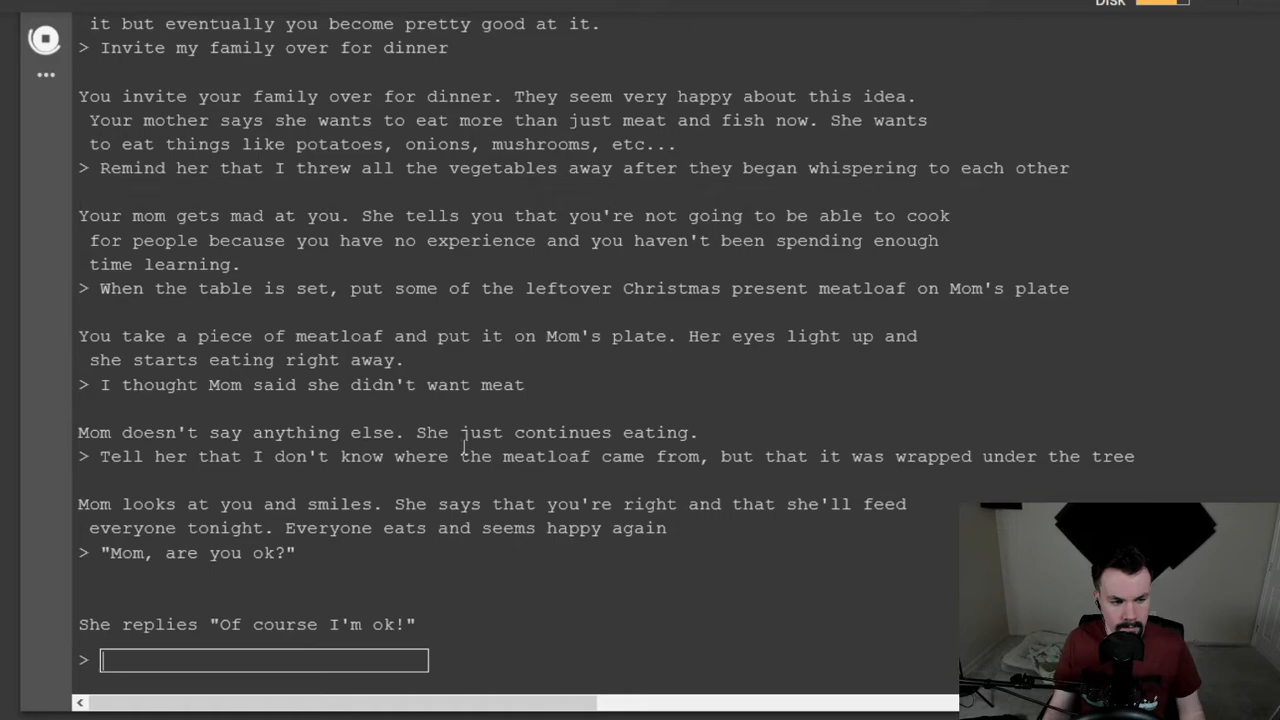 Disk
it but eventually you become pretty good at it.
> Invite my family over for dinner
You invite your family over for dinner. They seem very happy about this idea.
Your mother says she wants to eat more than just meat and fish now. She wants
to eat things like potatoes, onions, mushrooms, etc...
> Remind her that I threw all the vegetables away after they began whispering to each other
Your mom gets mad at you. She tells you that you're not going to be able to cook
for people because you have no experience and you haven't been spending enough
time learning.
> When the table is set, put some of the leftover Christmas present meatloaf on Mom's plate
You take a piece of meatloaf and put it on Mom's plate. Her eyes light up and
she starts eating right away.
> I thought Mom said she didn't want meat
Mom doesn't say anything else. She just continues eating.
> Tell her that I don't know where the meatloaf came from, but that it was wrapped under the tree
Mom looks at you and smiles. She says that you're right and that she'll feed
everyone tonight. Everyone eats and seems happy again
> "Mom, are you ok?"
She replies "Of course I'm ok!"
>